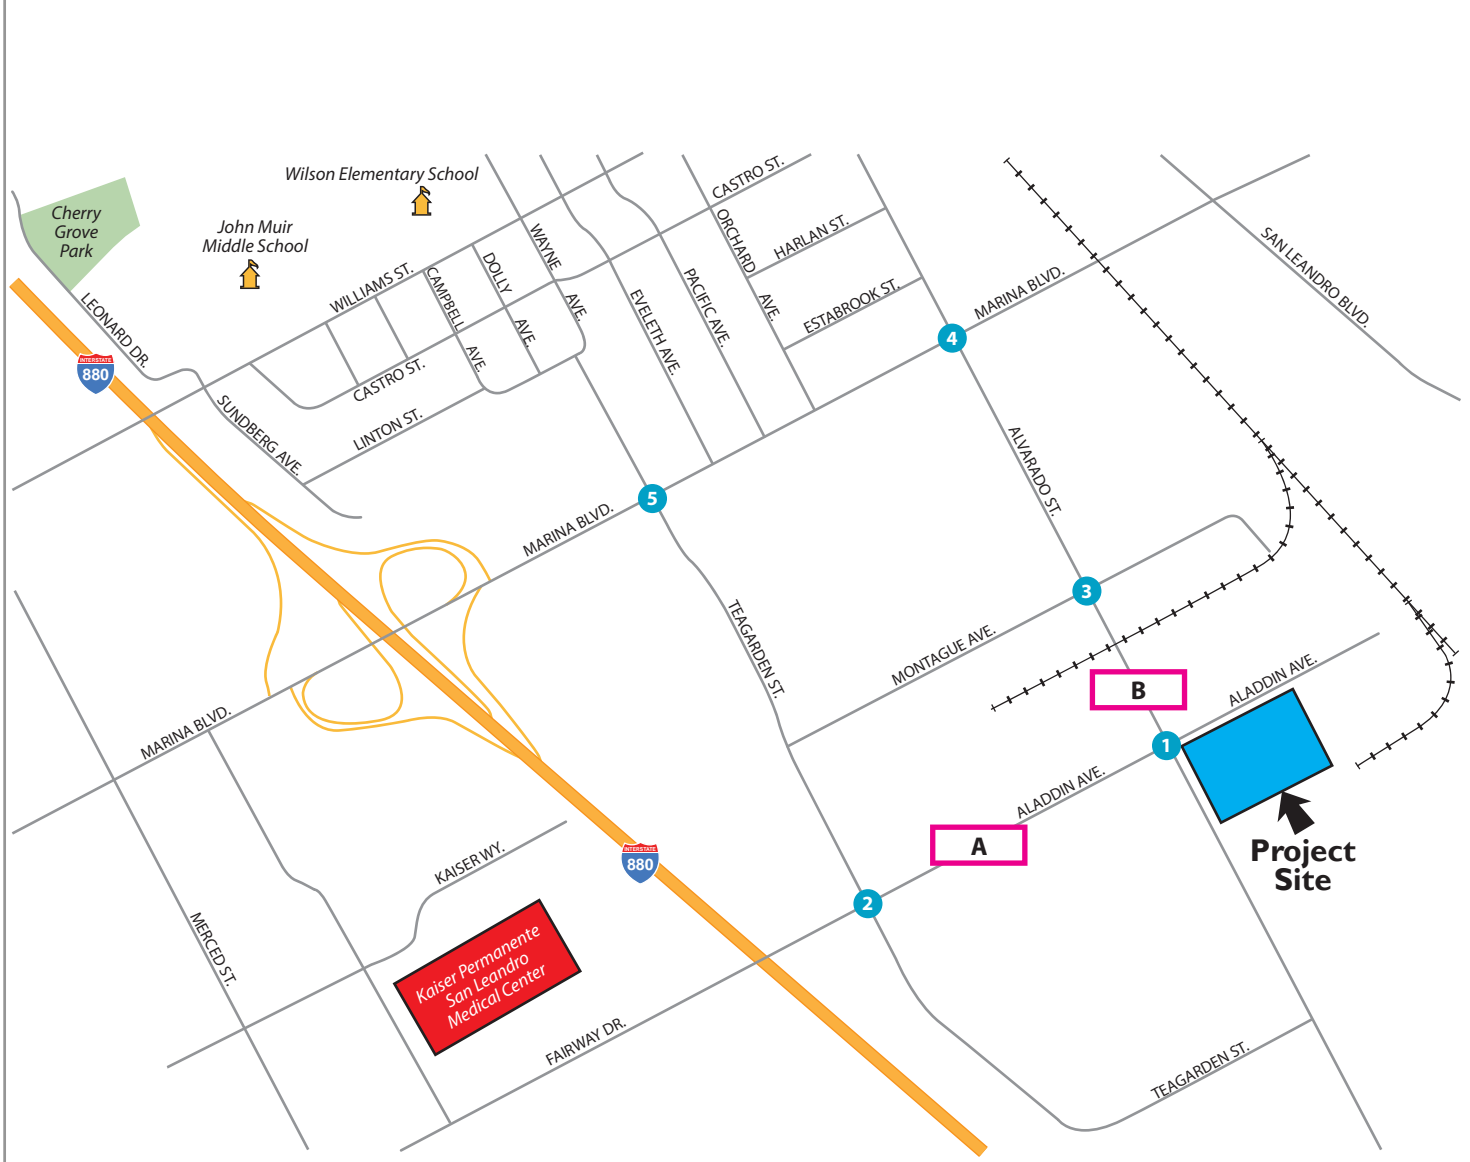 Wilson Elementary School
Cherry
Grove
Park
John Muir
Middle School
CASTRO ST.
ORCHARD
AVE.
HARLAN ST.
ESTABROOK ST.
WAYNE
AVE.
DOLLY
AVE.
CAMPBELL
AVE.
WILLIAMS ST.
EVELETH AVE.
PACIFIC AVE.
SAN LEANDRO BLVD.
MARINA BLVD.
4
LEONARD DR.
INTERSTATE
880
CASTRO ST.
LINTON ST.
SUNDBERG AVE.
ALVARADO ST.
5
MARINA BLVD.
3
TEAGARDEN ST.
MONTAGUE AVE.
B
ALADDIN AVE.
MARINA BLVD.
1
ALADDIN AVE.
A
Project
Site
KAISER WY.
INTERSTATE
880
2
MERCED ST.
Kaiser Permanente
San Leandro
Medical Center
FAIRWAY DR.
TEAGARDEN ST.